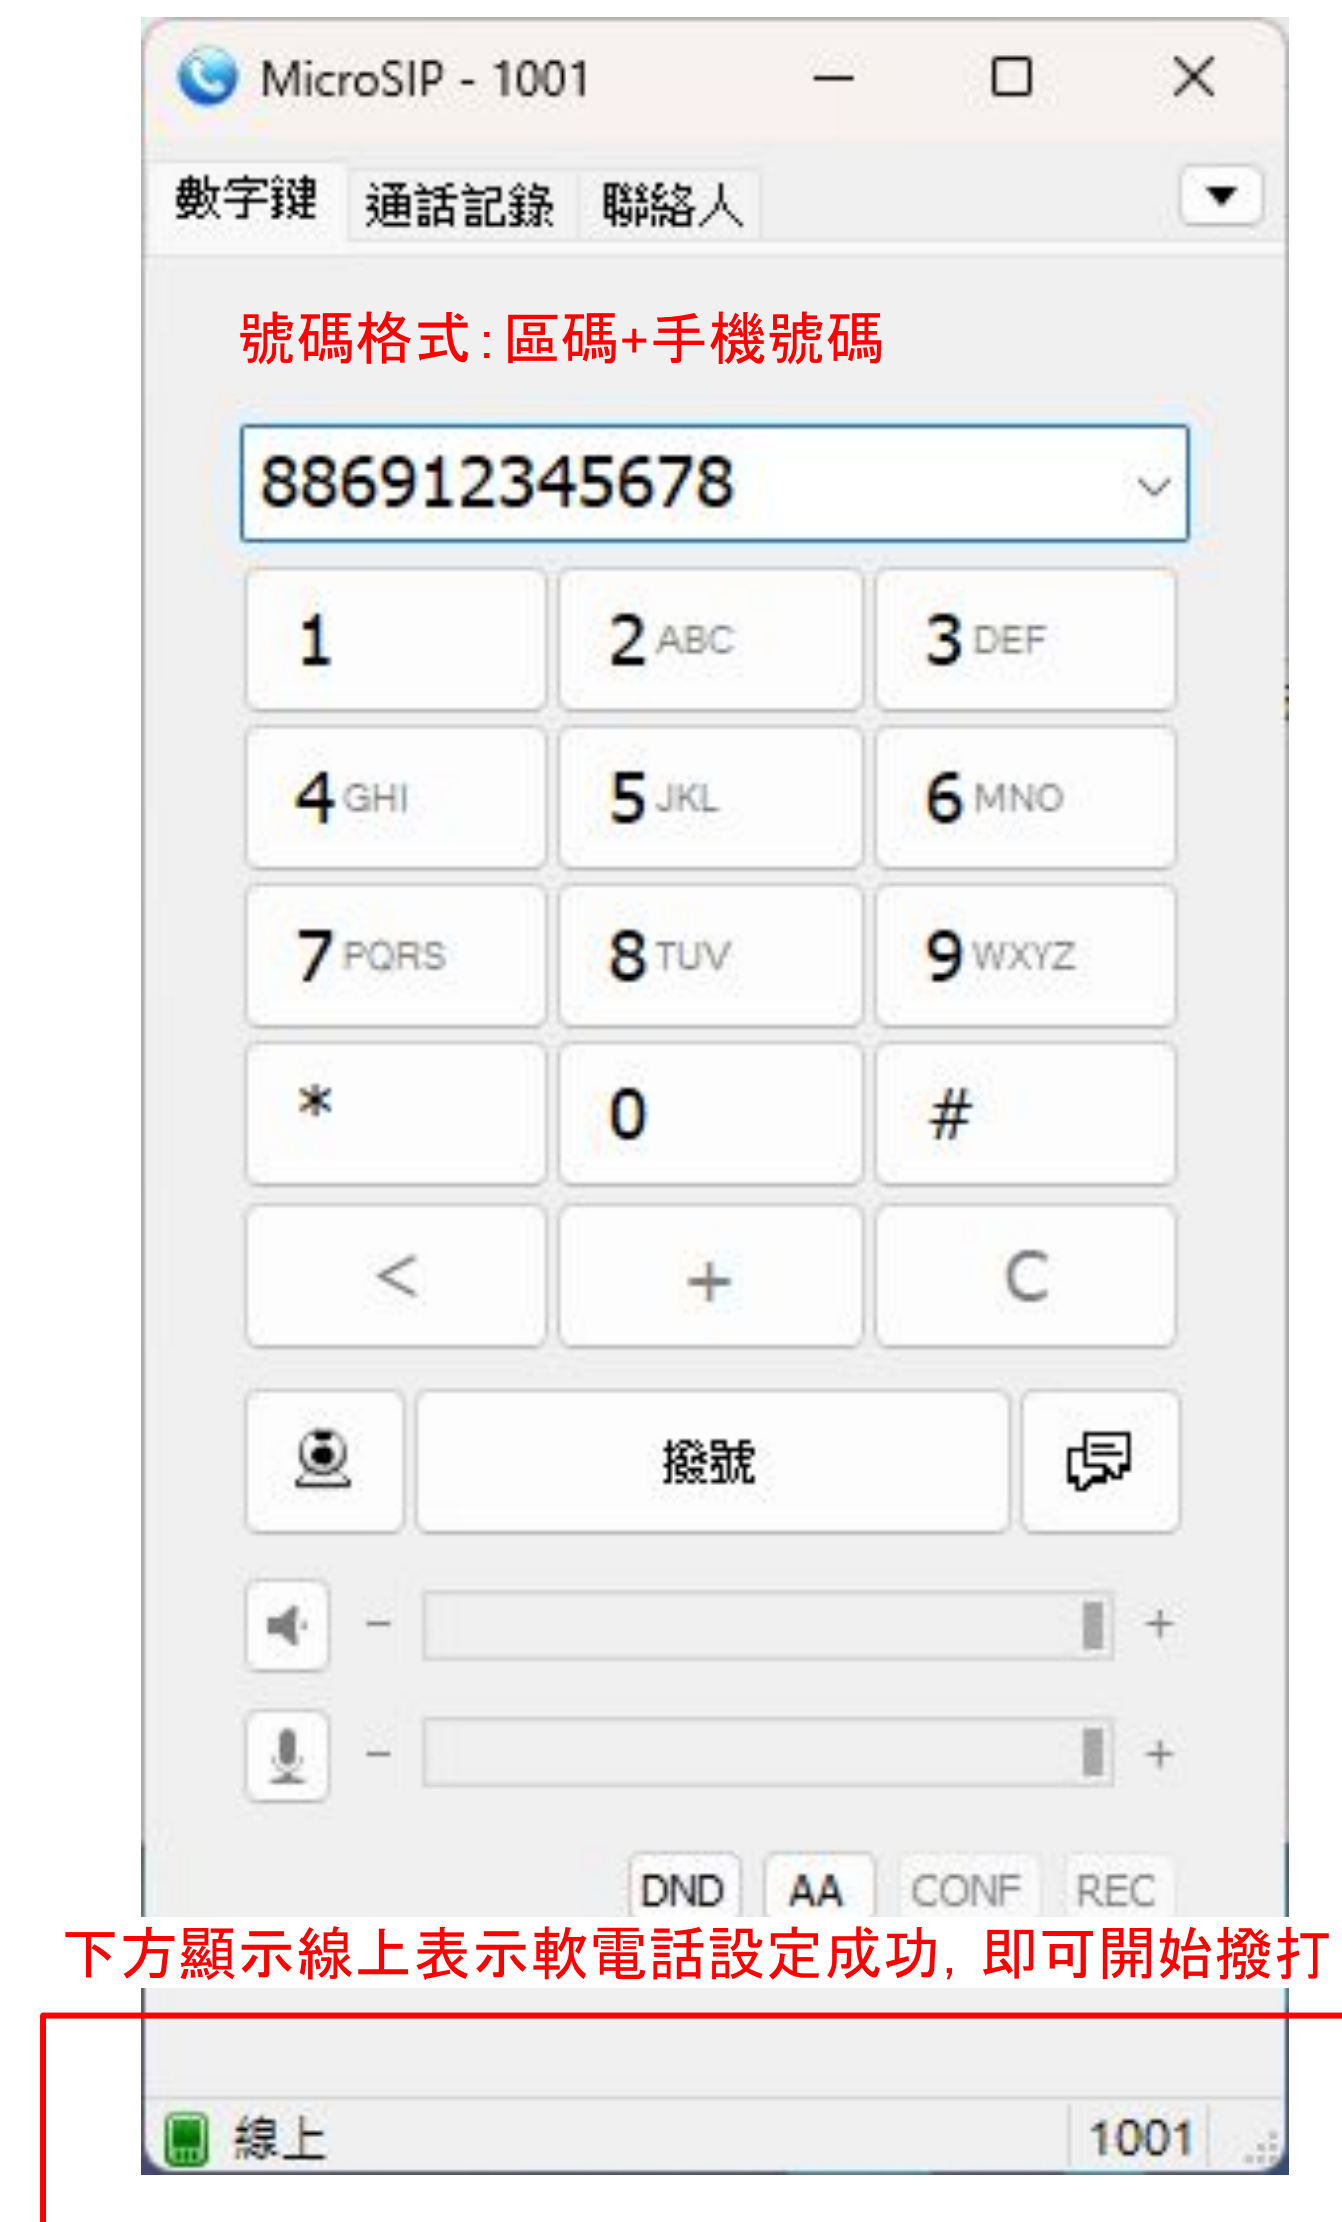 MicroSIP - 1001
數字鍵 通話記錄 聯絡人
號碼格式：區碼+手機號碼
886912345678
1 2 ABC 3 DEF
4 GHI 5 JKL 6 MNO
7 PQRS 8 TUV 9 WXYZ
* 0 #
< + C
撥號
- +
- +
DND AA CONF REC
下方顯示線上表示軟電話設定成功，即可開始撥打
線上 1001